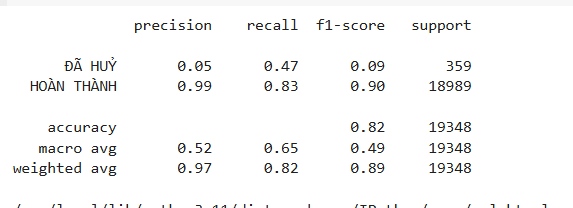 precision recall f1-score support
ĐÃ HUỶ 0.05 0.47 0.09 359
HOÀN THÀNH 0.99 0.83 0.90 18989
accuracy 0.82 19348
macro avg 0.52 0.65 0.49 19348
weighted avg 0.97 0.82 0.89 19348